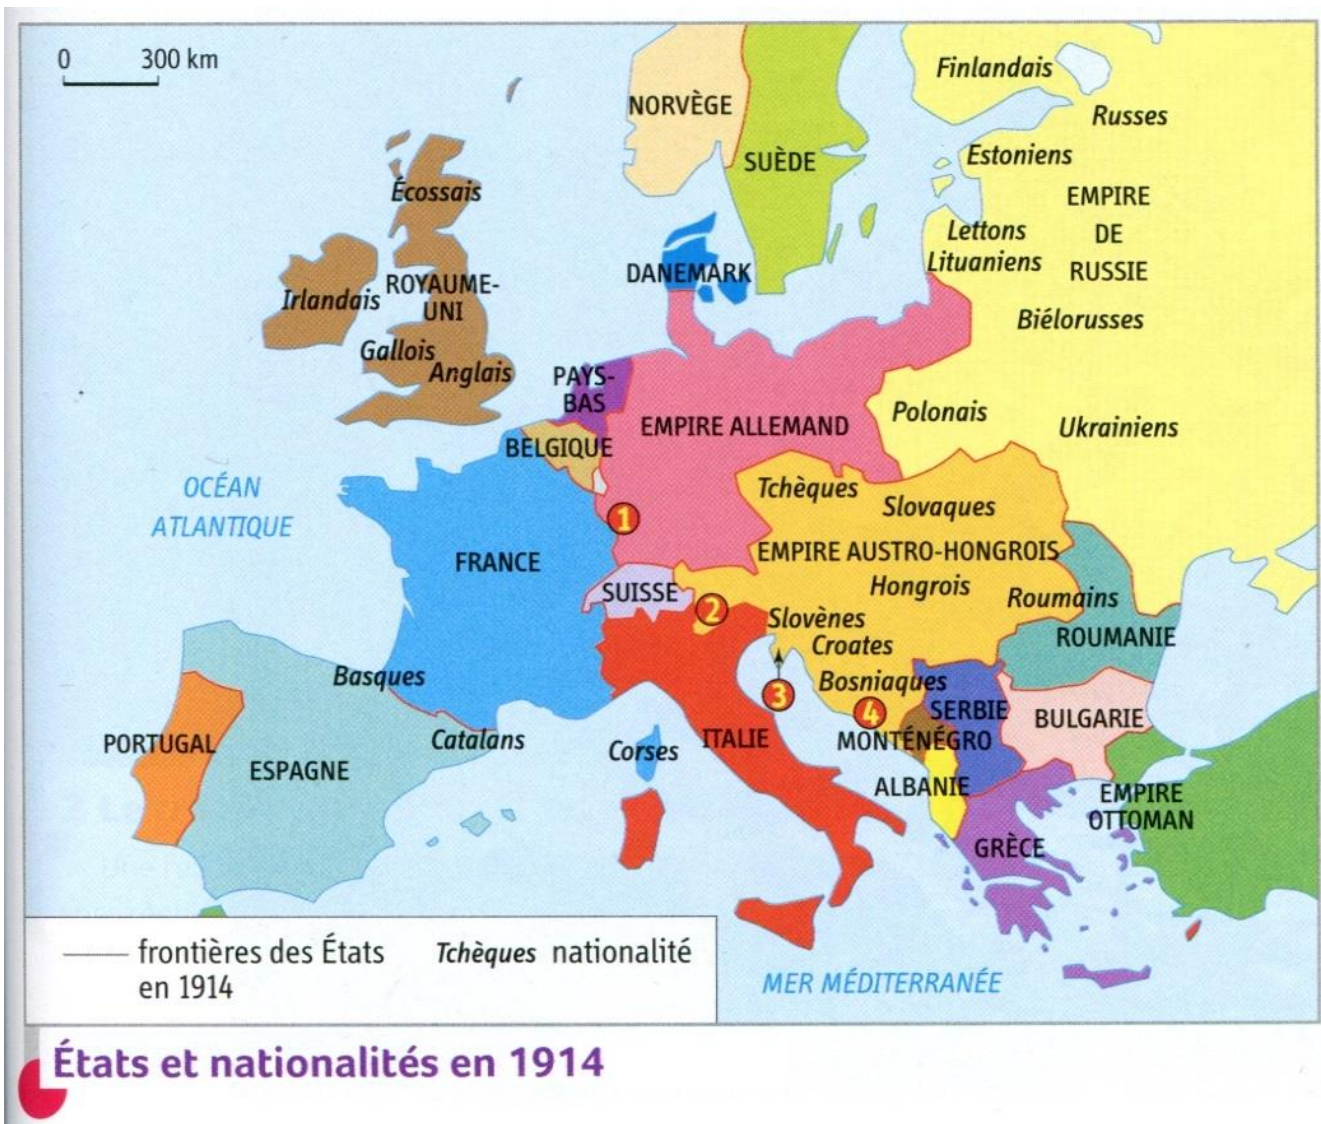 0 300 km
NORVÈGE
SUÈDE
Finlandais
Russes
Estoniens
EMPIRE
DE
RUSSIE
Lettons
Lituaniens
Biélorusses
Écossais
ROYAUME-
UNI
Irlandais
Gallois
Anglais
DANEMARK
PAYS-
BAS
BELGIQUE
EMPIRE ALLEMAND
Polonais
Ukrainiens
OCÉAN
ATLANTIQUE
Tchèques
Slovaques
1
FRANCE
EMPIRE AUSTRO-HONGROIS
Hongrois
SUISSE
2
Roumains
ROUMANIE
Slovènes
Croates
Bosniaques
3
4
SERBIE
BULGARIE
MONTÉNÉGRO
Basques
Catalans
Corses
ITALIE
PORTUGAL
ESPAGNE
ALBANIE
EMPIRE
OTTOMAN
GRÈCE
MER MÉDITERRANÉE
frontières des États
en 1914
Tchèques nationalité
États et nationalités en 1914